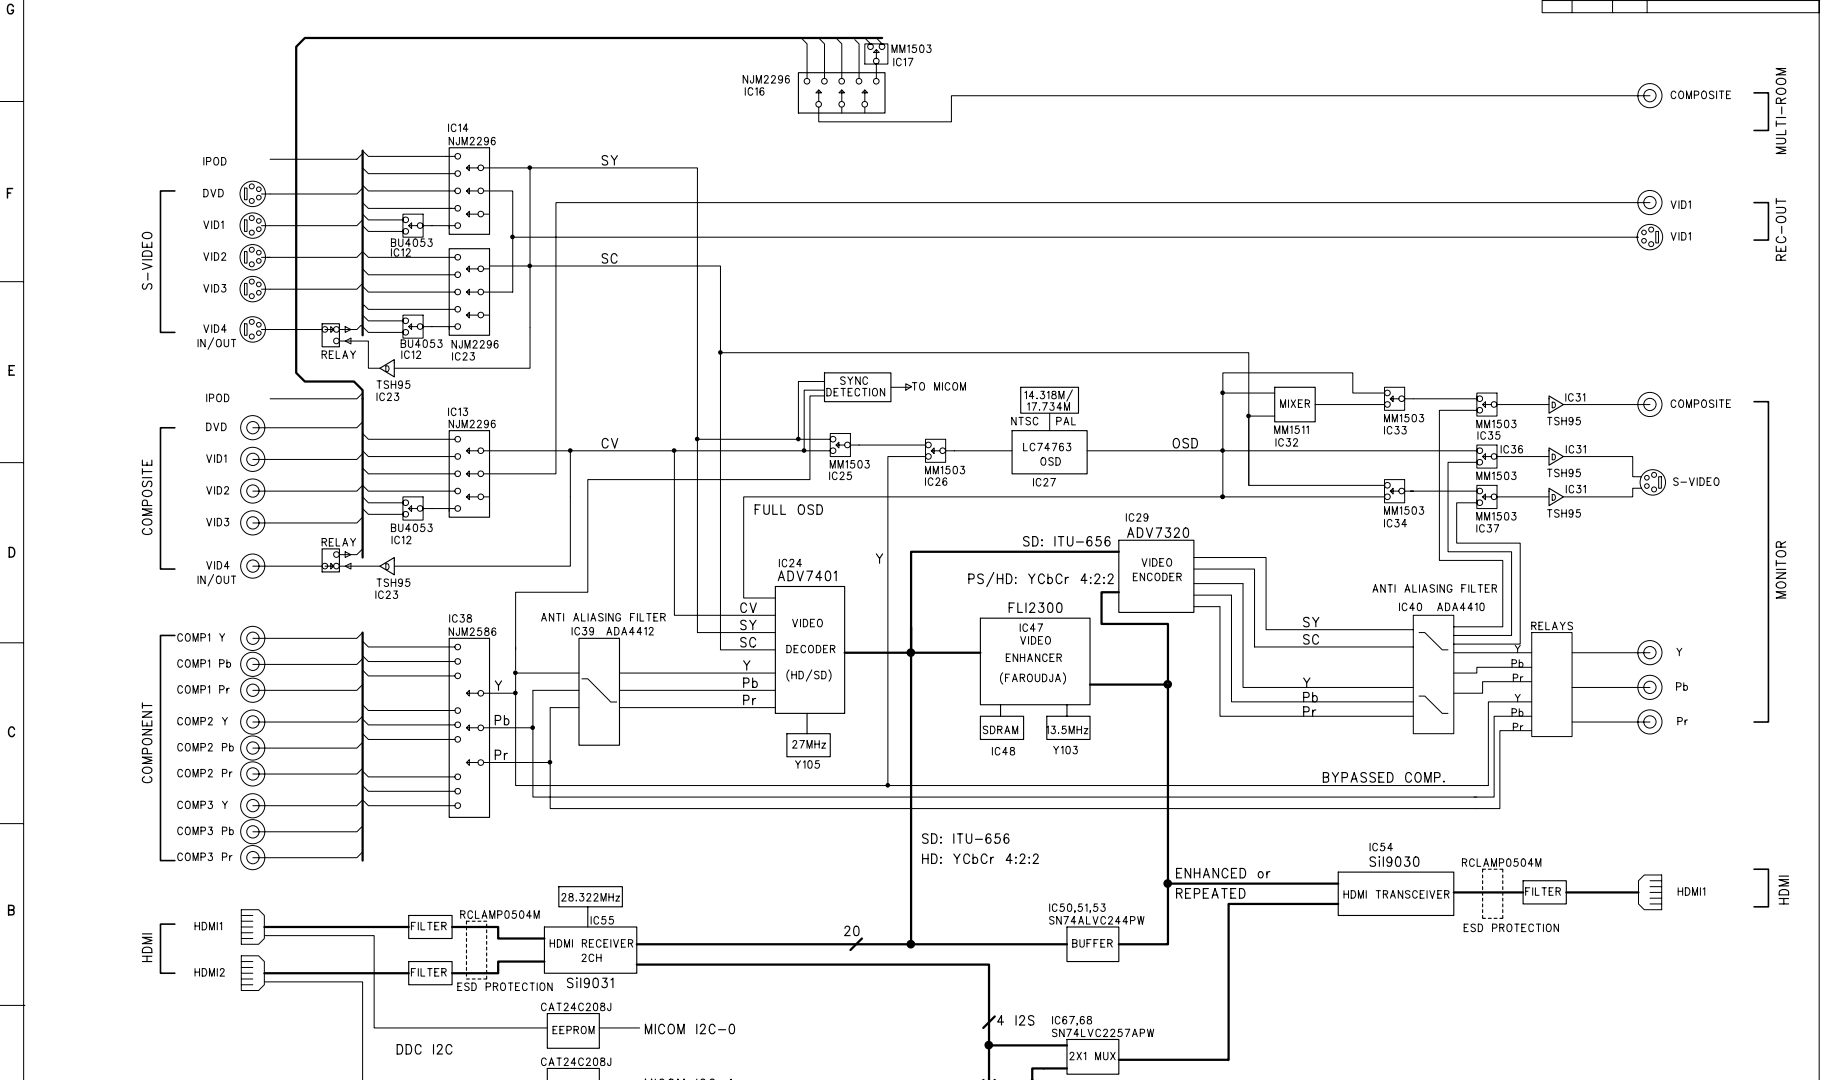 G
F
E
D
C
B
MM1503
IC17
NJM2296
IC16
COMPOSITE
MULTI-ROOM
IC14
NJM2296
IPOD
DVD
VID1
VID2
VID3
VID4
IN/OUT
S-VIDEO
RELAY
BU4053
IC12
BU4053
IC12
NJM2296
IC23
TSH95
IC23
SY
SC
VID1
VID1
REC-OUT
IPOD
DVD
VID1
VID2
VID3
VID4
IN/OUT
COMPOSITE
RELAY
IC13
NJM2296
BU4053
IC12
TSH95
IC23
CV
SYNC
DETECTION
TO MICOM
MM1503
IC25
MM1503
IC26
14.318M/
17.734M
NTSC
PAL
LC74763
OSD
IC27
OSD
MIXER
MM1511
IC32
MM1503
IC33
MM1503
IC35
IC31
TSH95
COMPOSITE
IC36
MM1503
IC31
TSH95
MM1503
IC34
MM1503
IC37
IC31
TSH95
S-VIDEO
MONITOR
FULL OSD
Y
IC24
ADV7401
CV
SY
SC
Y
Pb
Pr
VIDEO
DECODER
(HD/SD)
27MHz
Y105
SD: ITU-656
PS/HD: YCbCr 4:2:2
IC29
ADV7320
VIDEO
ENCODER
FLI2300
IC47
VIDEO
ENHANCER
(FAROUDJA)
SDRAM
IC48
13.5MHz
Y103
ANTI ALIASING FILTER
IC40 ADA4410
SY
SC
Y
Pb
Pr
RELAYS
Y
Pb
Pr
Y
Pb
Pr
Y
Pb
Pr
COMPONENT
COMP1 Y
COMP1 Pb
COMP1 Pr
COMP2 Y
COMP2 Pb
COMP2 Pr
COMP3 Y
COMP3 Pb
COMP3 Pr
IC38
NJM2586
Y
Pb
Pr
ANTI ALIASING FILTER
IC39 ADA4412
BYPASSED COMP.
SD: ITU-656
HD: YCbCr 4:2:2
ENHANCED or
REPEATED
IC54
SiI9030
HDMI TRANSCEIVER
RCLAMP0504M
ESD PROTECTION
FILTER
HDMI1
HDMI
HDMI
HDMI1
HDMI2
FILTER
FILTER
RCLAMP0504M
ESD PROTECTION
28.322MHz
IC55
HDMI RECEIVER
2CH
SiI9031
20
IC50,51,53
SN74ALVC244PW
BUFFER
CAT24C208J
EEPROM
MICOM I2C-0
DDC I2C
CAT24C208J
4 I2S
IC67,68
SN74LVC2257APW
2X1 MUX